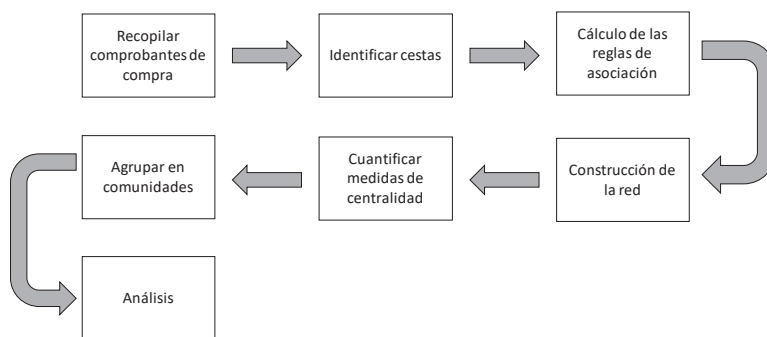 Recopilar
comprobantes de
compra
Identificar cestas
Cálculo de las
reglas de
asociación
Construcción de
la red
Cuantificar
medidas de
centralidad
Agrupar en
comunidades
Análisis